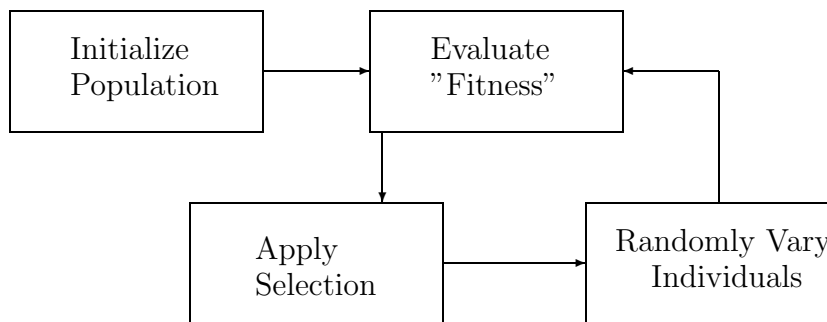 Initialize
Population
Evaluate
"Fitness"
Apply
Selection
Randomly Vary
Individuals